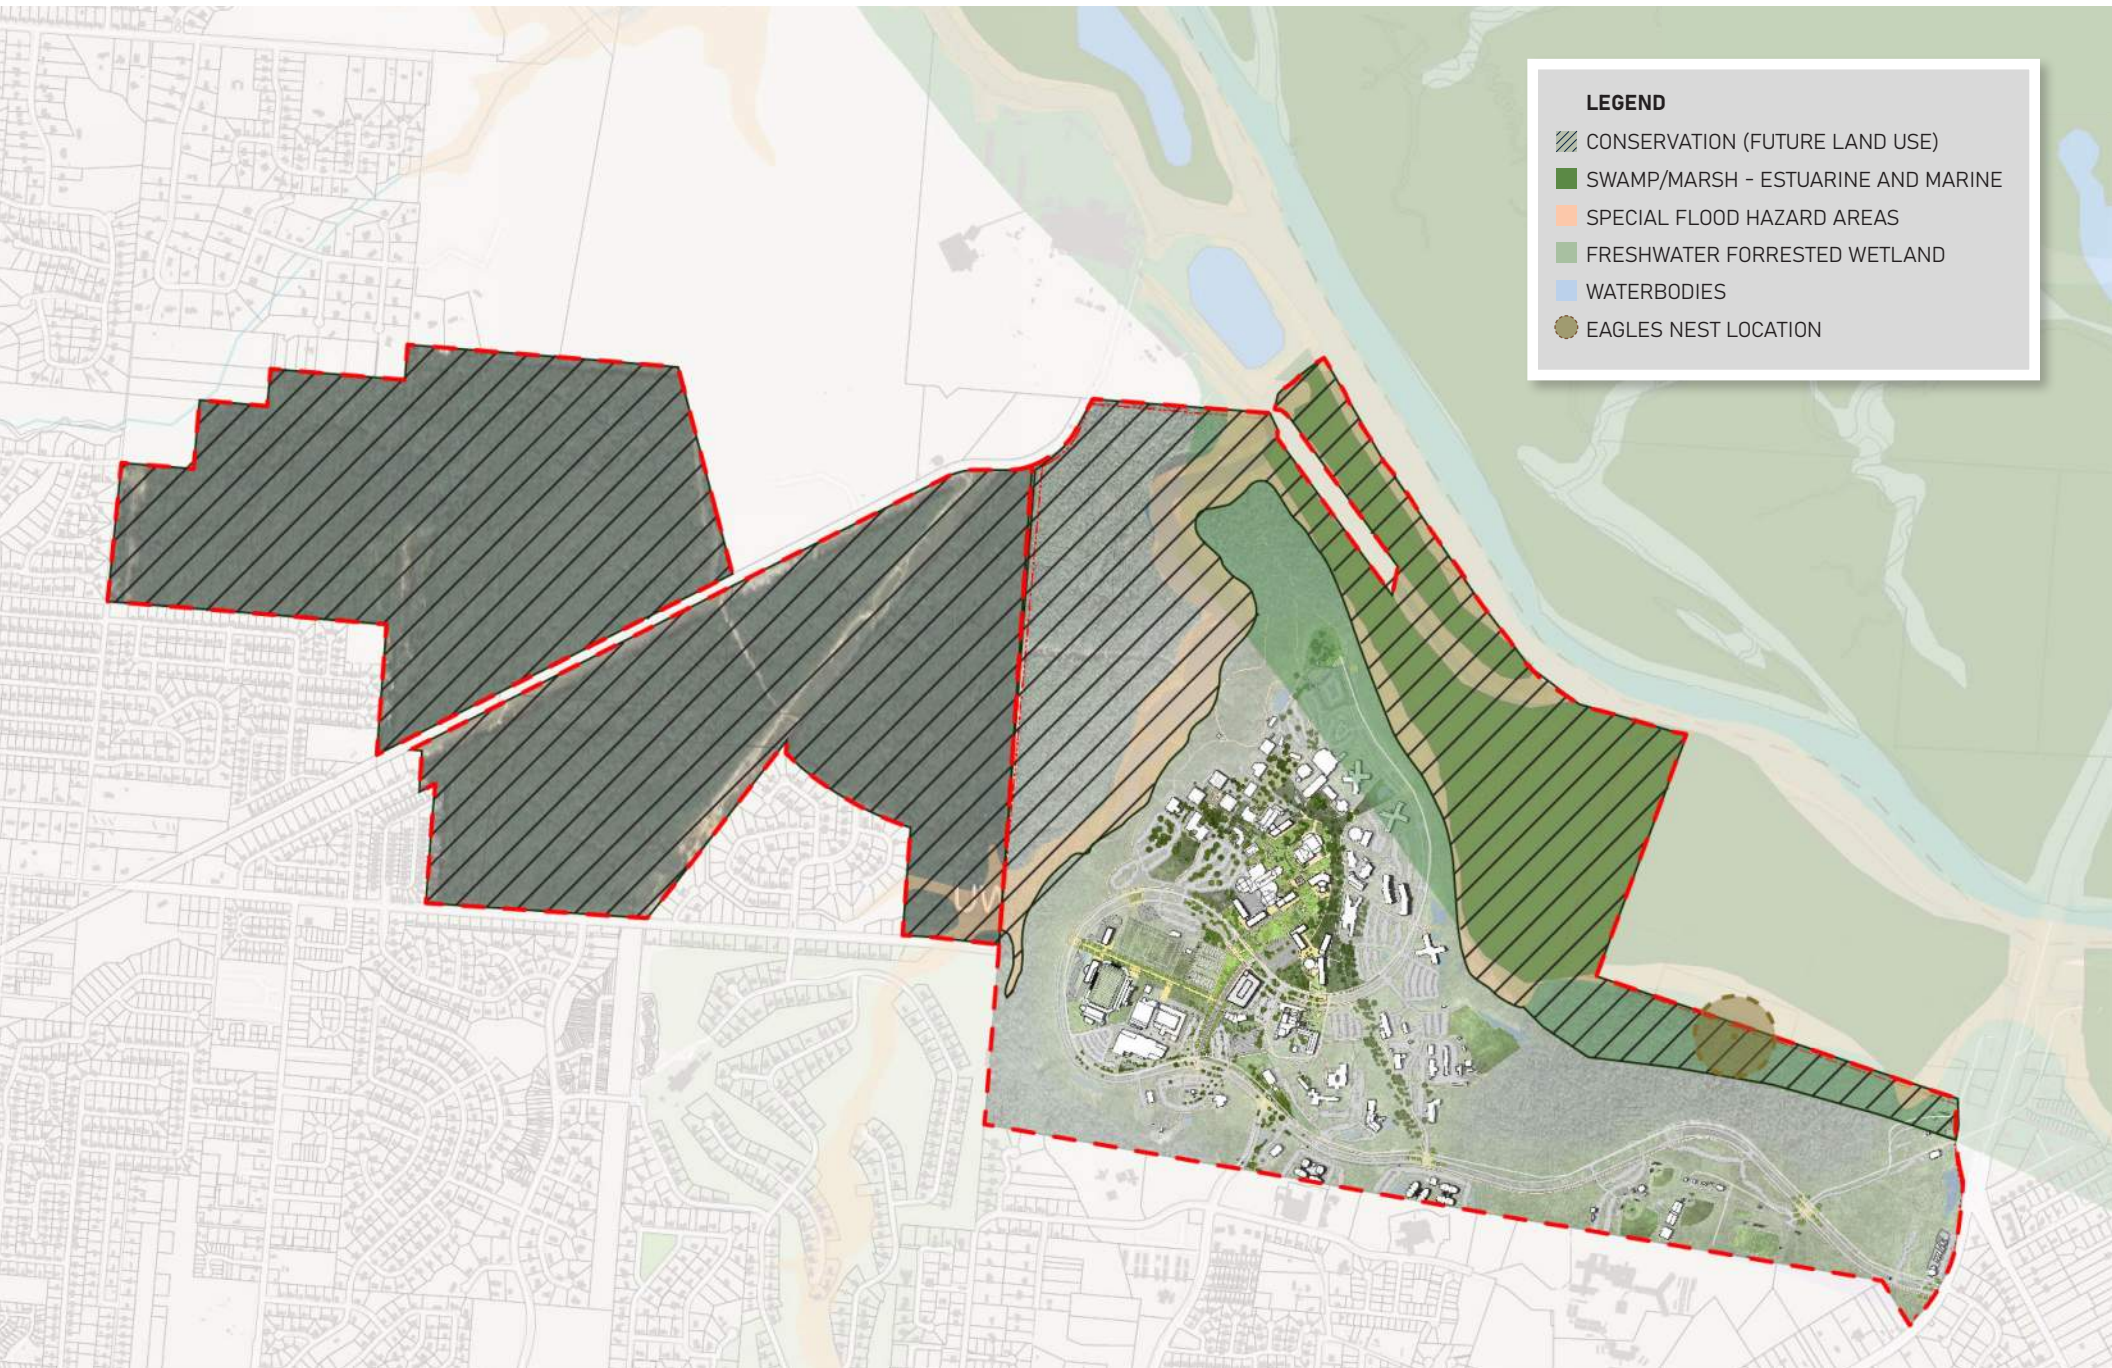 LEGEND
CONSERVATION (FUTURE LAND USE)
SWAMP/MARSH - ESTUARINE AND MARINE
SPECIAL FLOOD HAZARD AREAS
FRESHWATER FORRESTED WETLAND
WATERBODIES
EAGLES NEST LOCATION